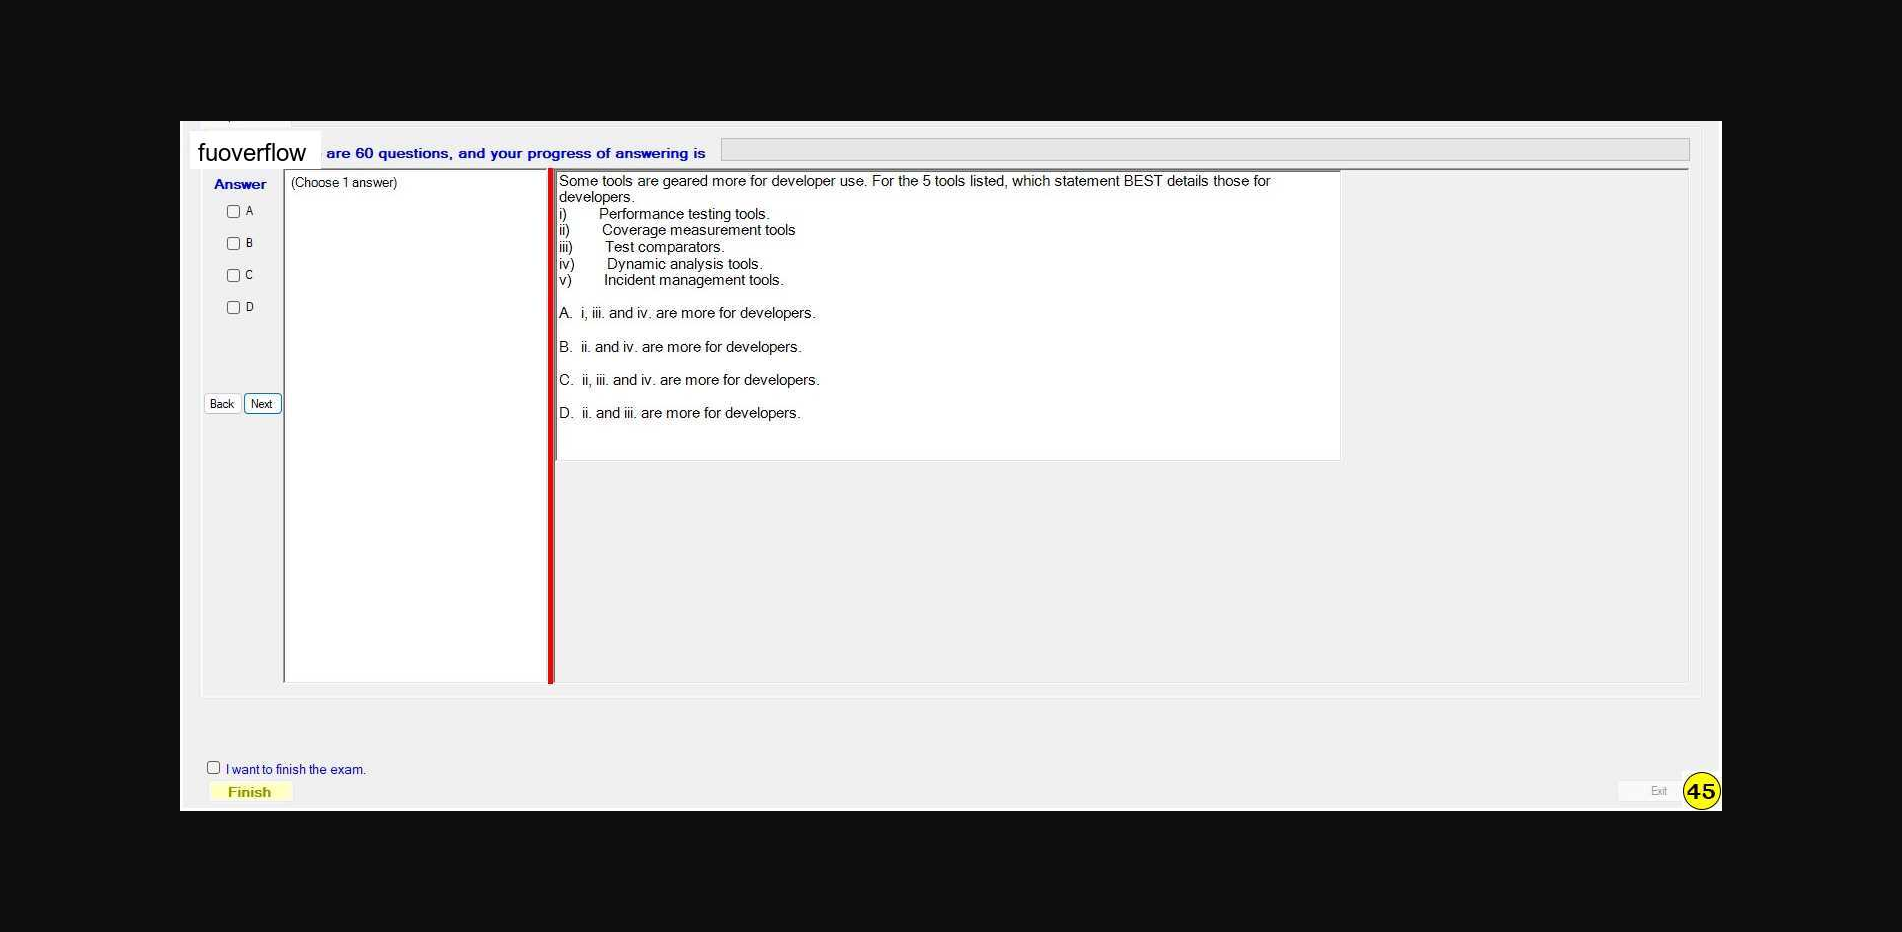 fuoverflow are 60 questions, and your progress of answering is
Answer
A
B
C
D
Back Next
(Choose 1 answer)
Some tools are geared more for developer use. For the 5 tools listed, which statement BEST details those for
developers.
i) Performance testing tools.
ii) Coverage measurement tools
iii) Test comparators.
iv) Dynamic analysis tools.
v) Incident management tools.
A. i, iii. and iv. are more for developers.
B. ii. and iv. are more for developers.
C. ii, iii. and iv. are more for developers.
D. ii. and iii. are more for developers.
I want to finish the exam.
Finish
Exit 45